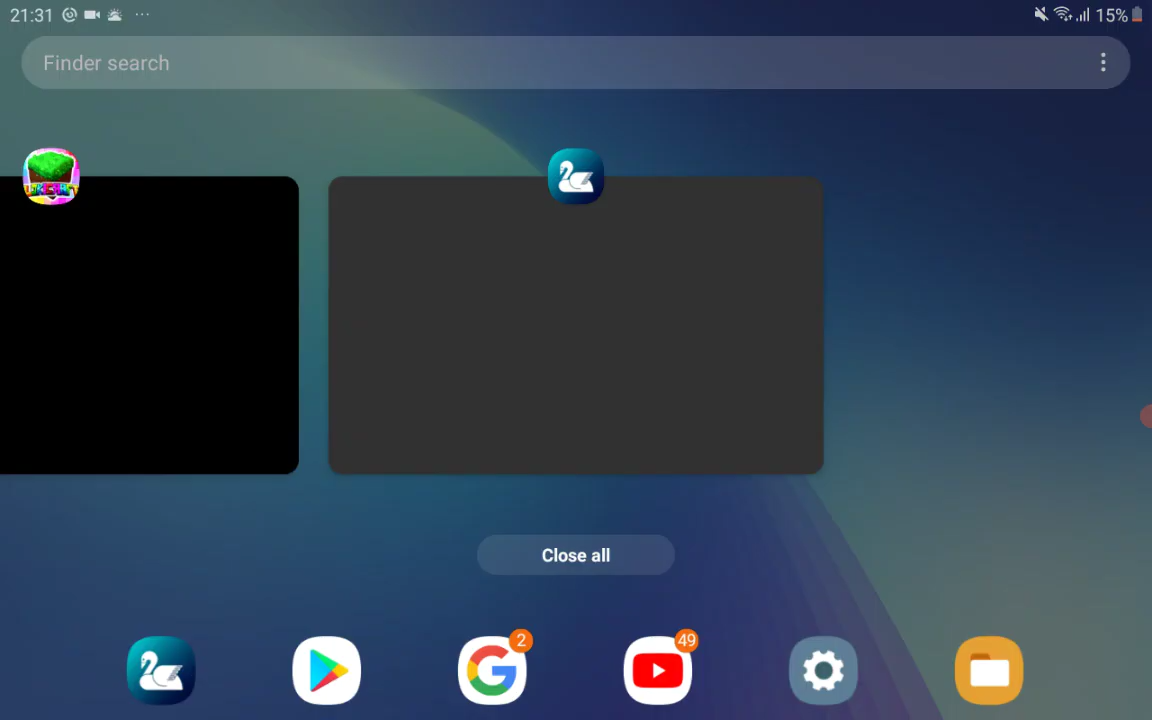 21:31 ... 15%
Finder search
Close all
2
49